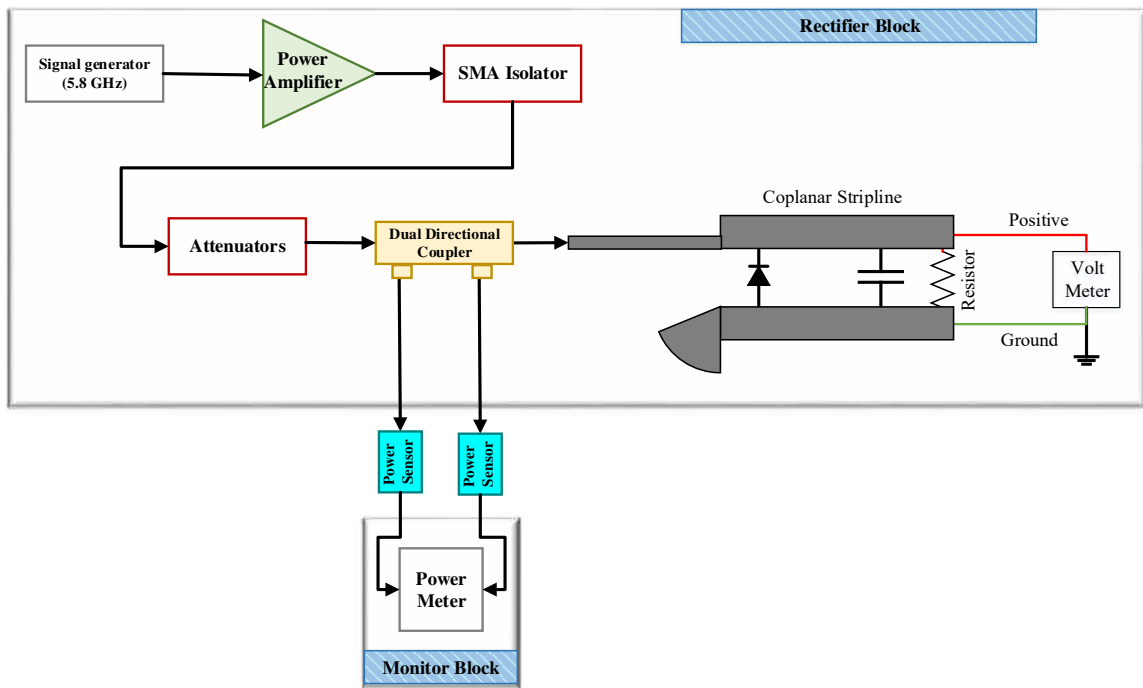 Rectifier Block
Signal generator
(5.8 GHz)
Power
Amplifier
SMA Isolator
Attenuators
Dual Directional
Coupler
Coplanar Stripline
Positive
Resistor
Volt
Meter
Ground
Power
Sensor
Power
Sensor
Power
Meter
Monitor Block